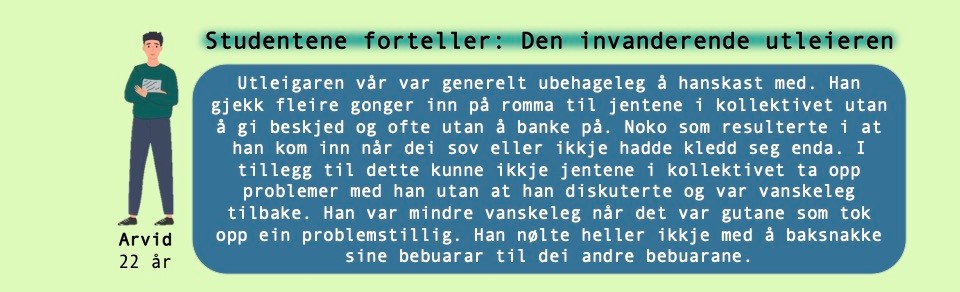 Studentene forteller: Den invanderende utleieren
Utleigaren vår var generelt ubehageleg å hanskast med. Han
gjekk fleire gonger inn på romma til jentene i kollektivet utan
å gi beskjed og ofte utan å banke på. Noko som resulterte i at
han kom inn når dei sov eller ikkje hadde kledd seg enda. I
tillegg til dette kunne ikkje jentene i kollektivet ta opp
problemer med han utan at han diskuterte og var vanskeleg
tilbake. Han var mindre vanskeleg når det var gutane som tok
opp ein problemstillig. Han nølte heller ikkje med å baksnakke
sine bebuarar til dei andre bebuarane.
Arvid
22 år